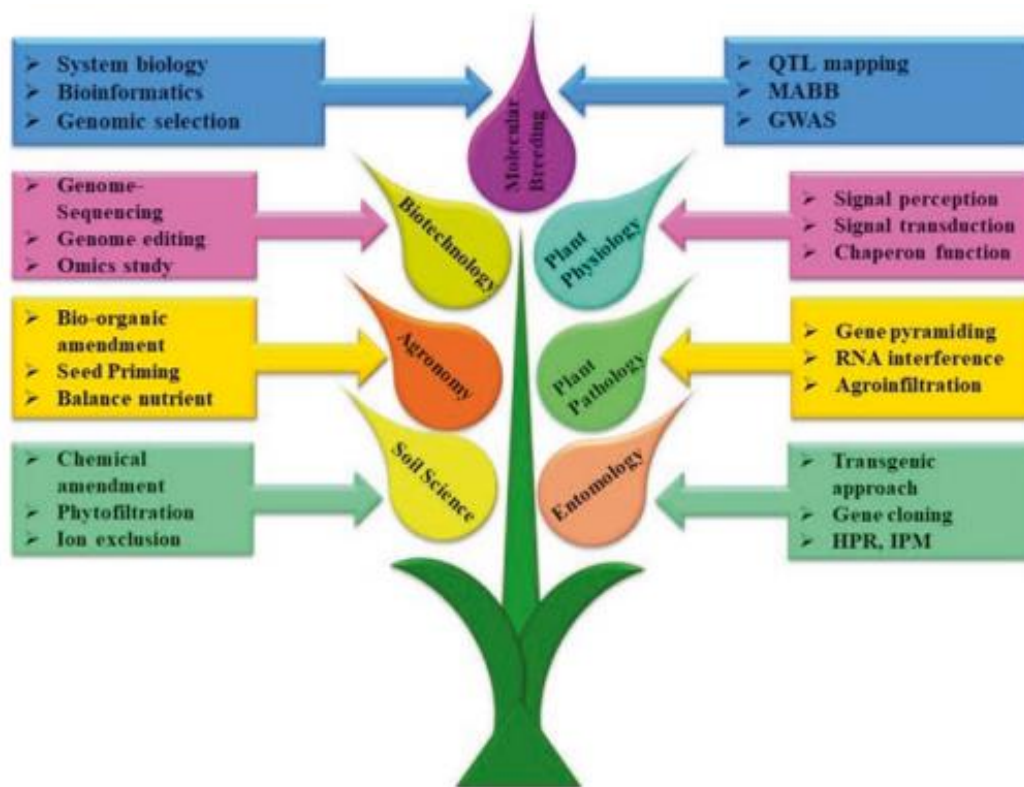 ➢ System biology
➢ Bioinformatics
➢ Genomic selection
Molecular
Breeding
➢ QTL mapping
➢ MABB
➢ GWAS
➢ Genome-
Sequencing
➢ Genome editing
➢ Omics study
Biotechnology
Plant
Physiology
➢ Signal perception
➢ Signal transduction
➢ Chaperon function
➢ Bio-organic
amendment
➢ Seed Priming
➢ Balance nutrient
Agronomy
Plant
Pathology
➢ Gene pyramiding
➢ RNA interference
➢ Agroinfiltration
➢ Chemical
amendment
➢ Phytofiltration
➢ Ion exclusion
Soil Science
Entomology
➢ Transgenic
approach
➢ Gene cloning
➢ HPR, IPM